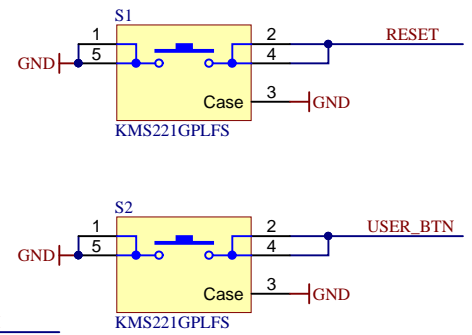 S1
1 2 RESET
GND 5 4
Case 3 GND
KMS221GPLFS
S2
1 2 USER_BTN
GND 5 4
Case 3 GND
KMS221GPLFS